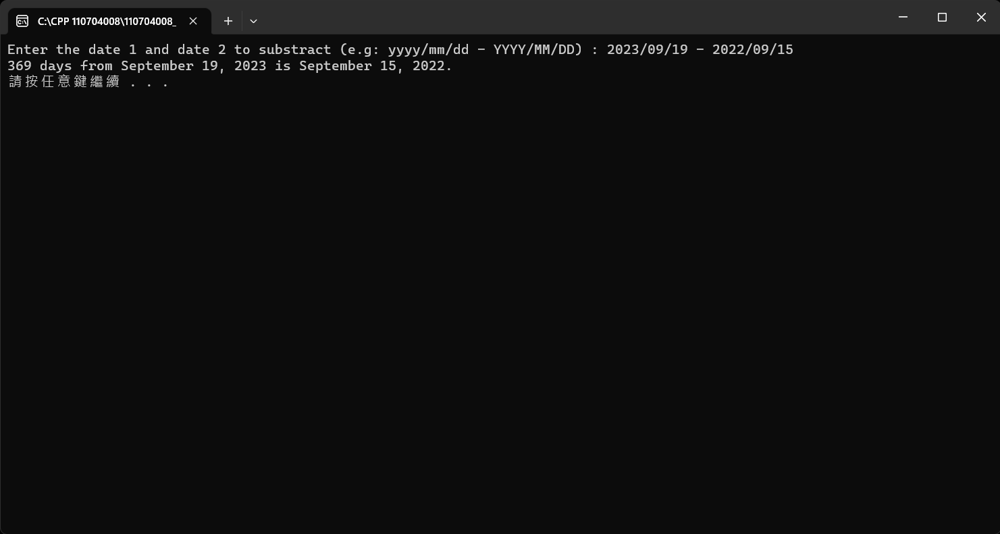 C:\CPP 110704008\110704008_
Enter the date 1 and date 2 to substract (e.g: yyyy/mm/dd - YYYY/MM/DD) : 2023/09/19 - 2022/09/15
369 days from September 19, 2023 is September 15, 2022.
請按任意鍵繼續 . . .